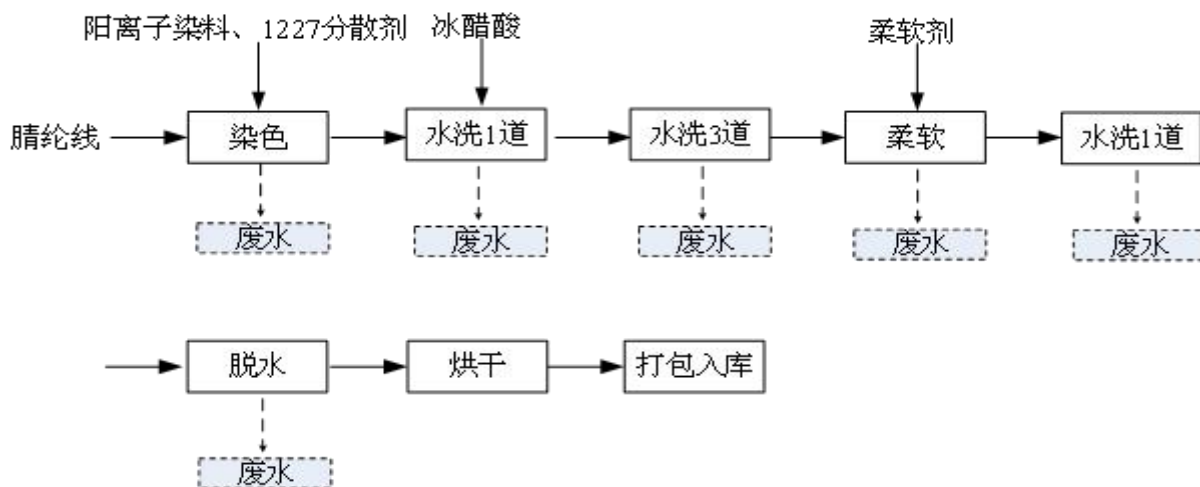 阳离子染料、1227分散剂 冰醋酸 柔软剂
腈纶线 染色 水洗1道 水洗3道 柔软 水洗1道
废水 废水 废水 废水 废水
脱水 烘干 打包入库
废水